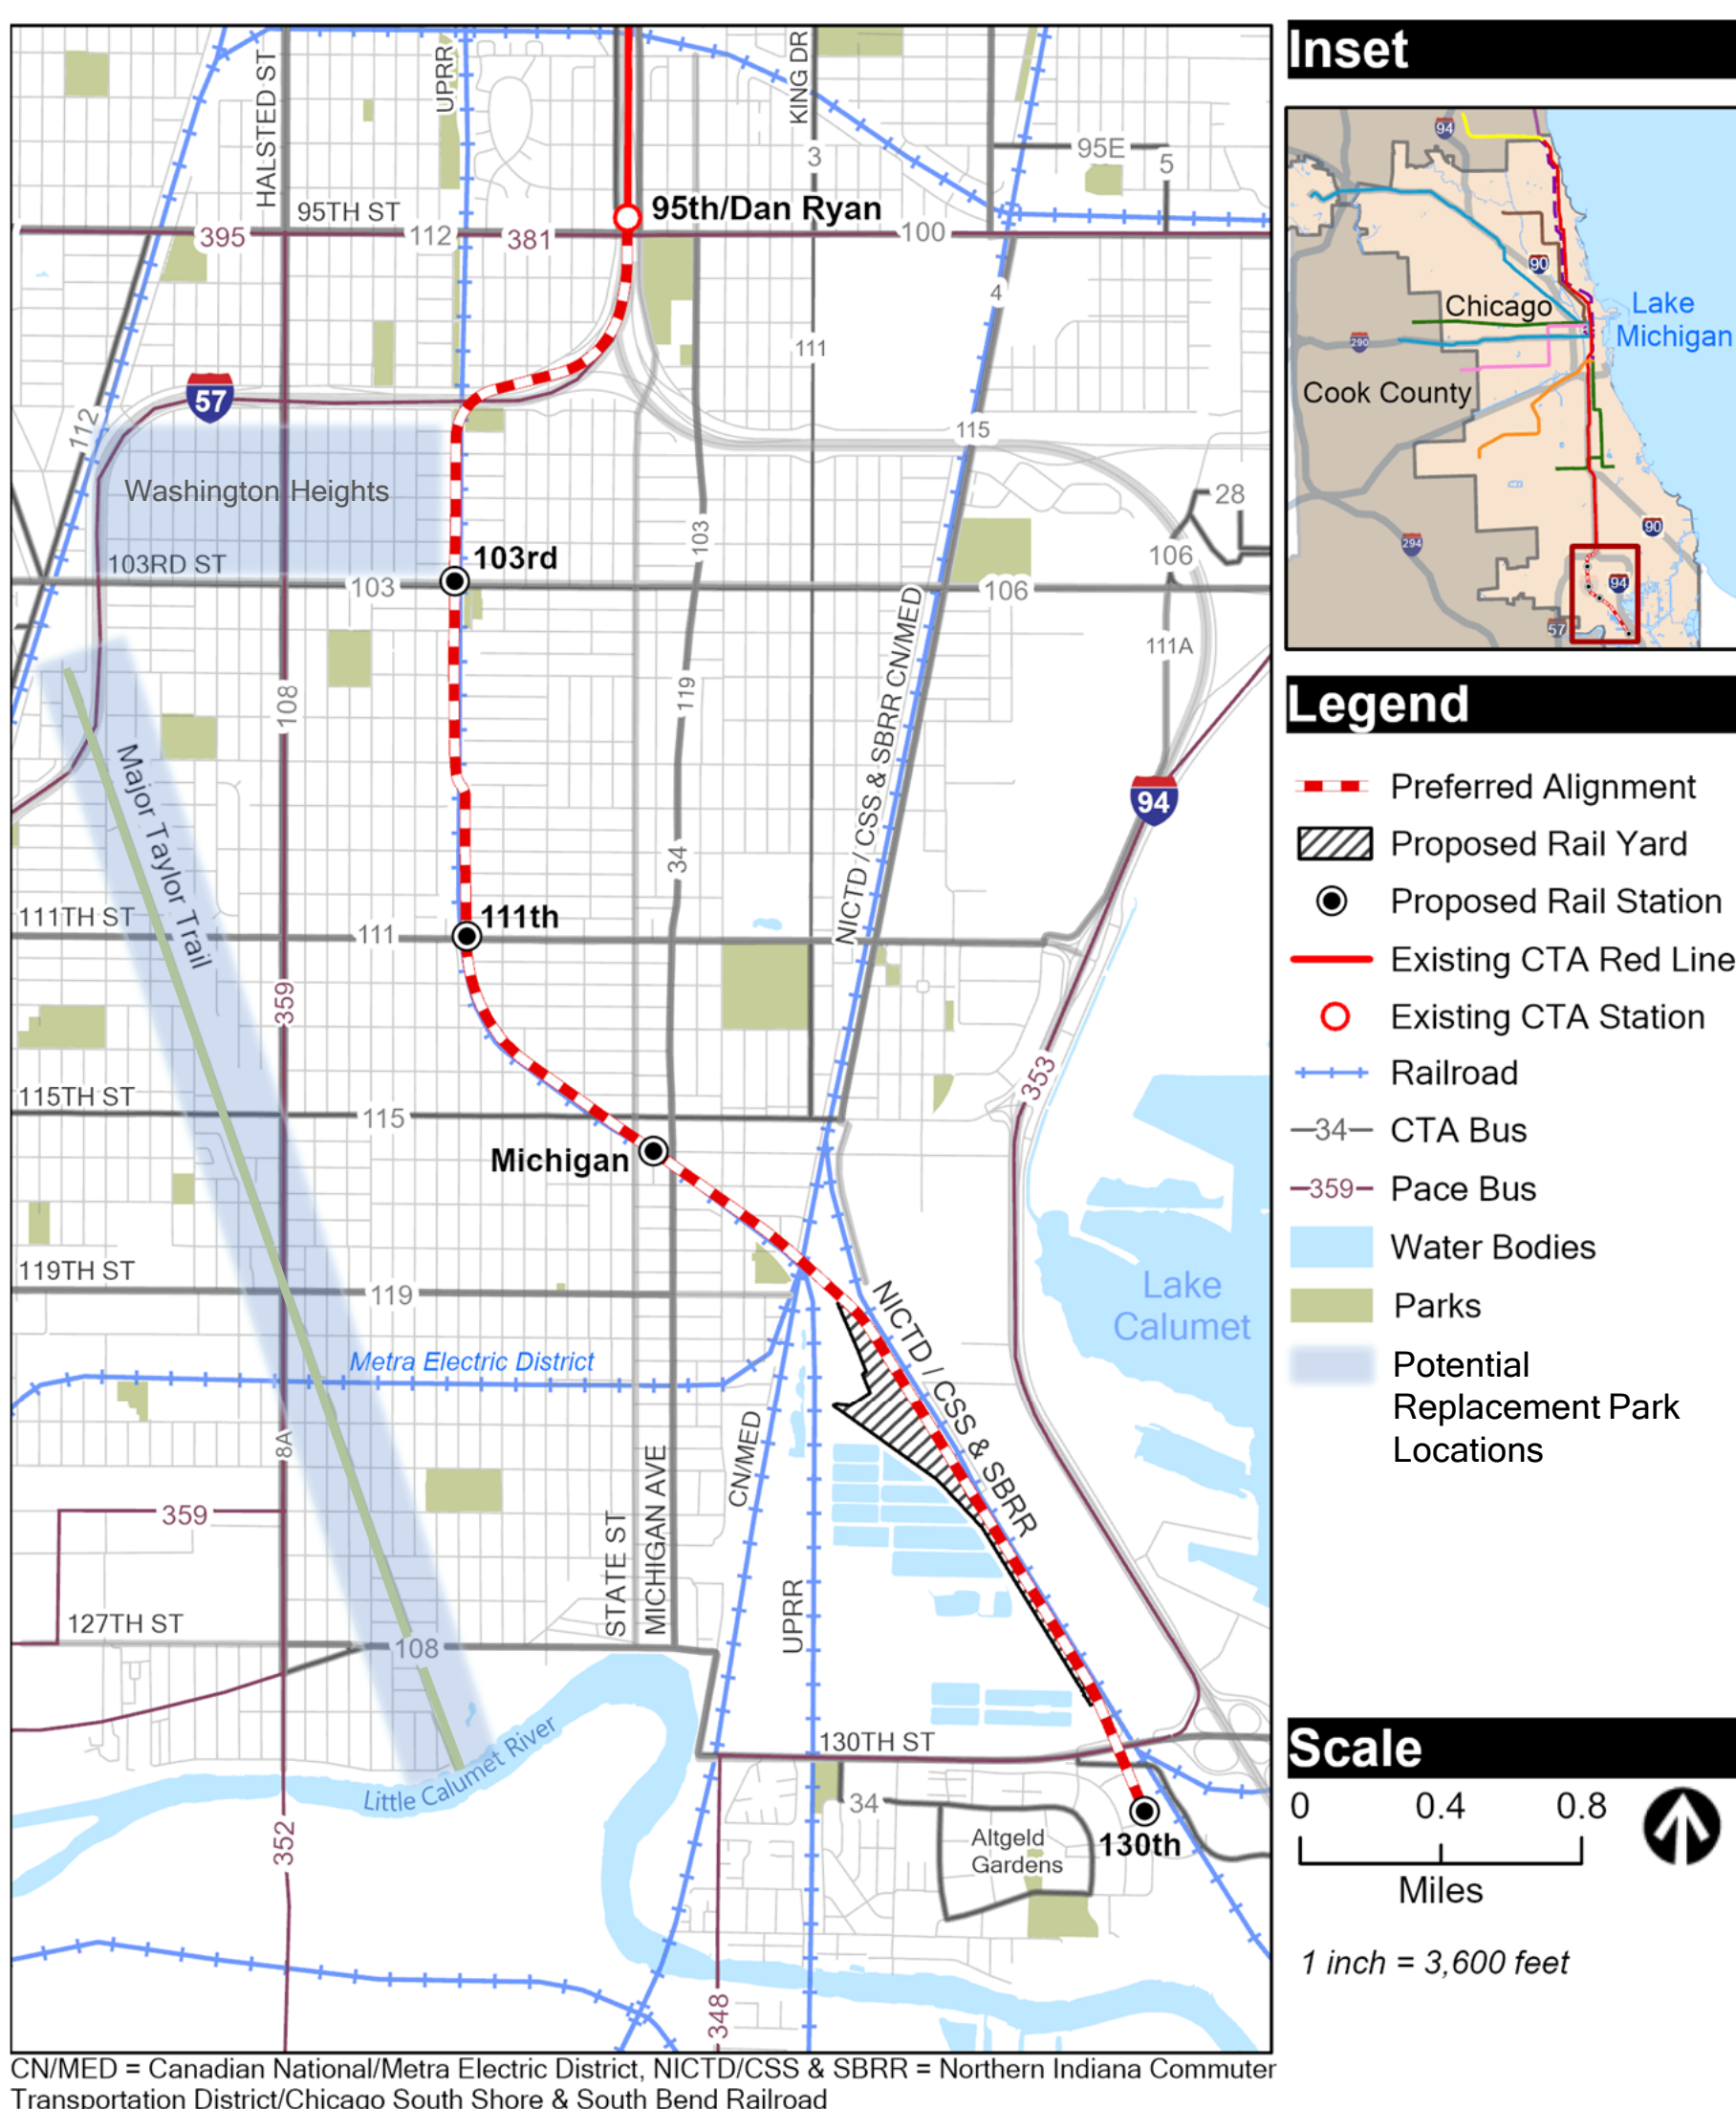 HALSTED ST
UPRR
KING DR
3
95E
5
95TH ST
95th/Dan Ryan
395
112
381
100
4
111
57
112
115
Washington Heights
103
28
103RD ST
103rd
106
103
106
NICTD / CSS & SBRR CN/MED
111A
119
108
Major Taylor Trail
94
34
111TH ST
111
111th
359
353
115TH ST
115
Michigan
119TH ST
119
Lake
Calumet
NICTD / CSS & SBRR
Metra Electric District
8A
CN/MED
359
STATE ST
MICHIGAN AVE
UPRR
127TH ST
108
Little Calumet River
130TH ST
34
Altgeld
Gardens
130th
352
348
CN/MED = Canadian National/Metra Electric District, NICTD/CSS & SBRR = Northern Indiana Commuter
Transportation District/Chicago South Shore & South Bend Railroad
Inset
94
90
Chicago
Lake
Michigan
290
Cook County
90
294
94
57
Legend
Preferred Alignment
Proposed Rail Yard
Proposed Rail Station
Existing CTA Red Line
Existing CTA Station
Railroad
34 CTA Bus
359 Pace Bus
Water Bodies
Parks
Potential
Replacement Park
Locations
Scale
0 0.4 0.8
Miles
1 inch = 3,600 feet